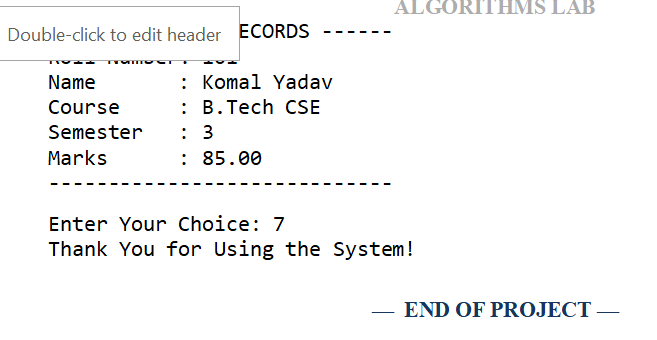 ALGORITHMS LAB
Double-click to edit header
ECORDS ------
Name       : Komal Yadav
Course     : B.Tech CSE
Semester   : 3
Marks      : 85.00
-----------------------------
Enter Your Choice: 7
Thank You for Using the System!
— END OF PROJECT —